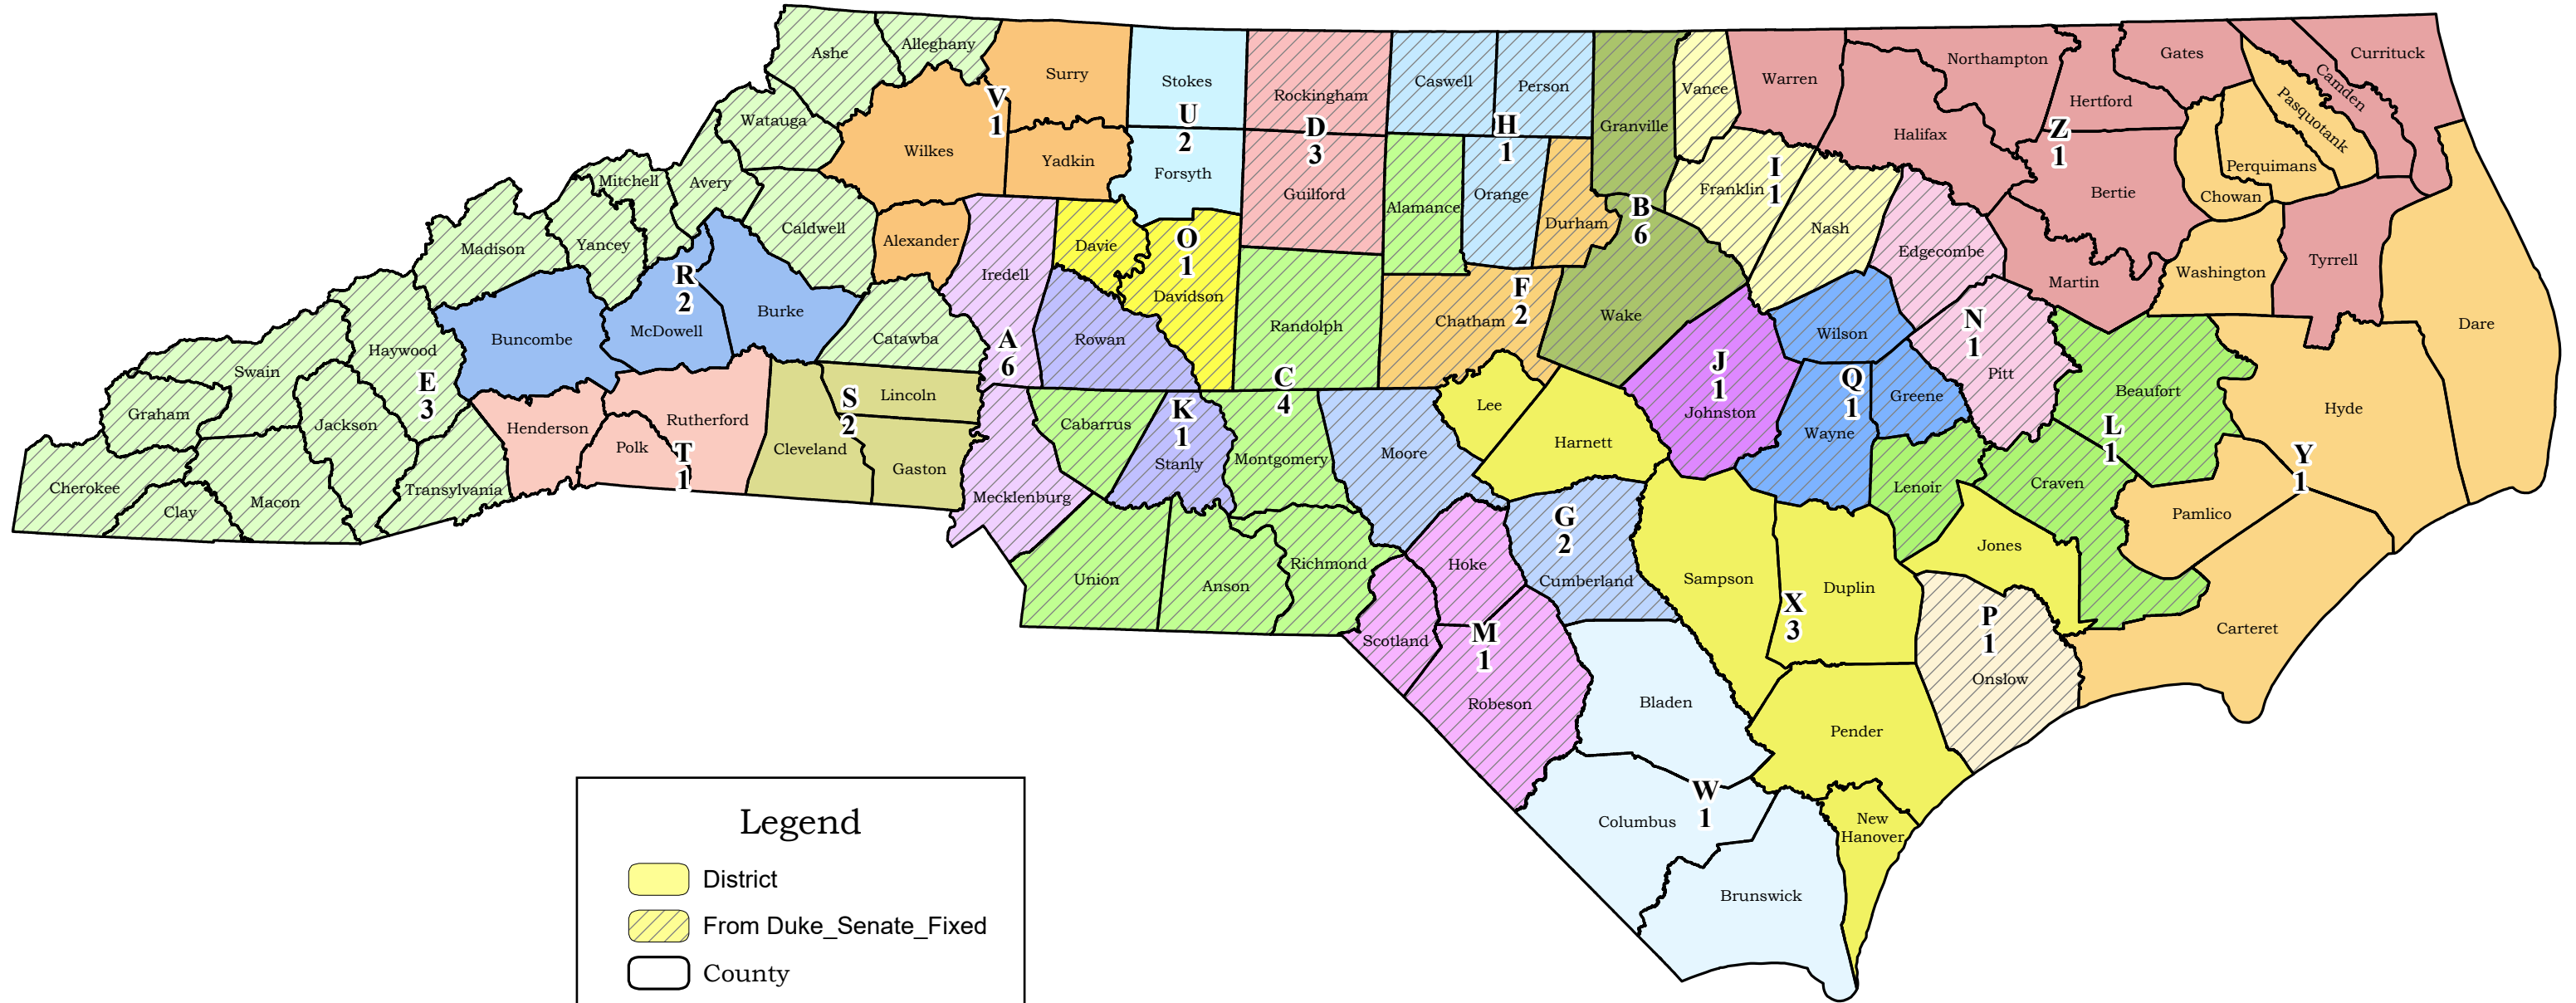 Ashe
Alleghany
Surry
Stokes
Rockingham
Caswell
Person
Granville
Vance
Warren
Northampton
Gates
Currituck
Camden
Pasquotank
Hertford
Halifax
Perquimans
Chowan
Bertie
Watauga
Wilkes
V
1
Yadkin
U
2
Forsyth
D
3
Guilford
H
1
Alamance
Orange
Durham
B
6
Franklin
I
1
Nash
Edgecombe
Z
1
Martin
Washington
Tyrrell
Dare
Mitchell
Avery
Caldwell
Alexander
Iredell
Davie
O
1
Davidson
Randolph
Chatham
F
2
Wake
Wilson
N
1
Pitt
Beaufort
Hyde
Madison
Yancey
R
2
McDowell
Burke
Buncombe
Catawba
A
6
Rowan
C
4
Lee
J
1
Johnston
Q
1
Greene
Wayne
L
1
Haywood
Swain
E
3
Graham
Jackson
Henderson
Polk
Rutherford
T
1
S
2
Lincoln
Cleveland
Gaston
Cabarrus
K
1
Stanly
Montgomery
Moore
Harnett
Lenoir
Craven
Pamlico
Y
1
Cherokee
Clay
Macon
Transylvania
Mecklenburg
Union
Anson
Richmond
Hoke
G
2
Cumberland
Sampson
X
3
Duplin
Jones
P
1
Onslow
Carteret
Scotland
M
1
Robeson
Bladen
Pender
W
1
Columbus
New
Hanover
Brunswick
Legend
District
From Duke_Senate_Fixed
County